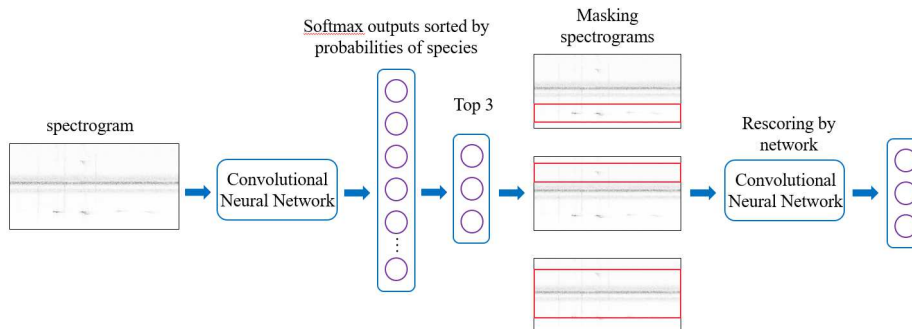 spectrogram
Convolutional
Neural Network
Softmax outputs sorted by
probabilities of species
Top 3
Masking
spectrograms
Rescoring by
network
Convolutional
Neural Network